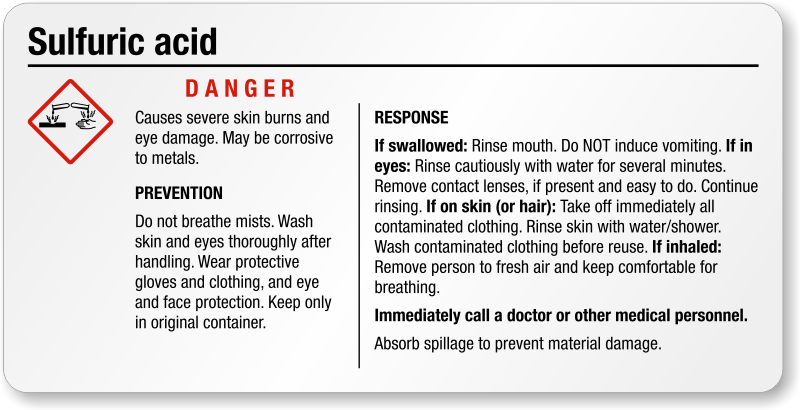 Sulfuric acid
DANGER
Causes severe skin burns and
eye damage. May be corrosive
to metals.
PREVENTION
Do not breathe mists. Wash
skin and eyes thoroughly after
handling. Wear protective
gloves and clothing, and eye
and face protection. Keep only
in original container.
RESPONSE
If swallowed: Rinse mouth. Do NOT induce vomiting. If in
eyes: Rinse cautiously with water for several minutes.
Remove contact lenses, if present and easy to do. Continue
rinsing. If on skin (or hair): Take off immediately all
contaminated clothing. Rinse skin with water/shower.
Wash contaminated clothing before reuse. If inhaled:
Remove person to fresh air and keep comfortable for
breathing.
Immediately call a doctor or other medical personnel.
Absorb spillage to prevent material damage.